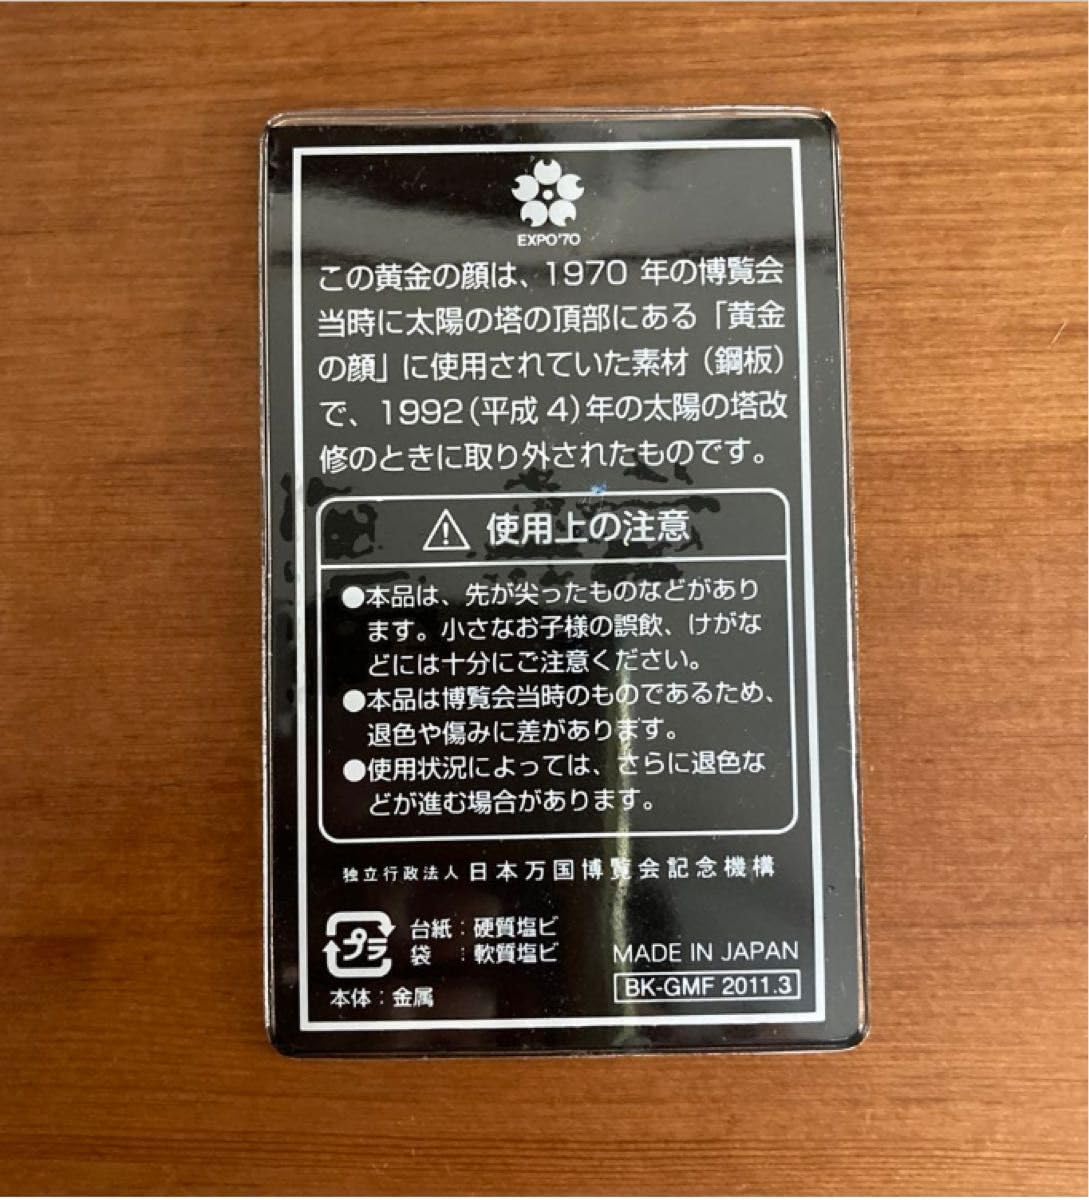 EXPO'70
この黄金の顔は、1970 年の博覧会
当時に太陽の塔の頂部にある「黄金
の顔」に使用されていた素材（鋼板）
で、1992（平成 4）年の太陽の塔改
修のときに取り外されたものです。
使用上の注意
●本品は、先が尖ったものなどがあり
ます。小さなお子様の誤飲、けがな
どには十分にご注意ください。
●本品は博覧会当時のものであるため、
退色や傷みに差があります。
●使用状況によっては、さらに退色な
どが進む場合があります。
独立行政法人 日本万国博覧会記念機構
プラ
台紙：硬質塩ビ
袋　：軟質塩ビ
本体：金属
MADE IN JAPAN
BK-GMF 2011.3